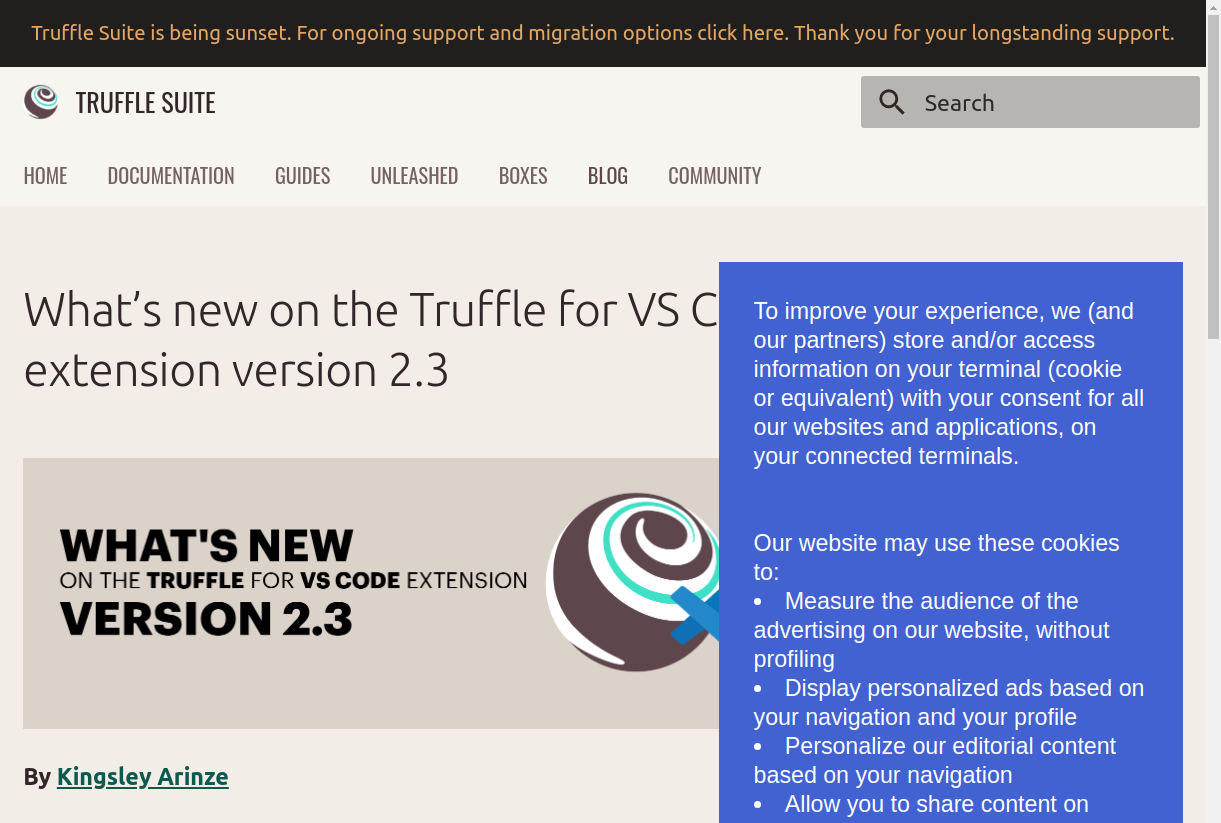 Truffle Suite is being sunset. For ongoing support and migration options click here. Thank you for your longstanding support.
TRUFFLE SUITE
Search
HOME DOCUMENTATION GUIDES UNLEASHED BOXES BLOG COMMUNITY
What’s new on the Truffle for VS C
extension version 2.3
WHAT'S NEW
ON THE TRUFFLE FOR VS CODE EXTENSION
VERSION 2.3
By Kingsley Arinze
To improve your experience, we (and
our partners) store and/or access
information on your terminal (cookie
or equivalent) with your consent for all
our websites and applications, on
your connected terminals.
Our website may use these cookies
to:
• Measure the audience of the
advertising on our website, without
profiling
• Display personalized ads based on
your navigation and your profile
• Personalize our editorial content
based on your navigation
• Allow you to share content on